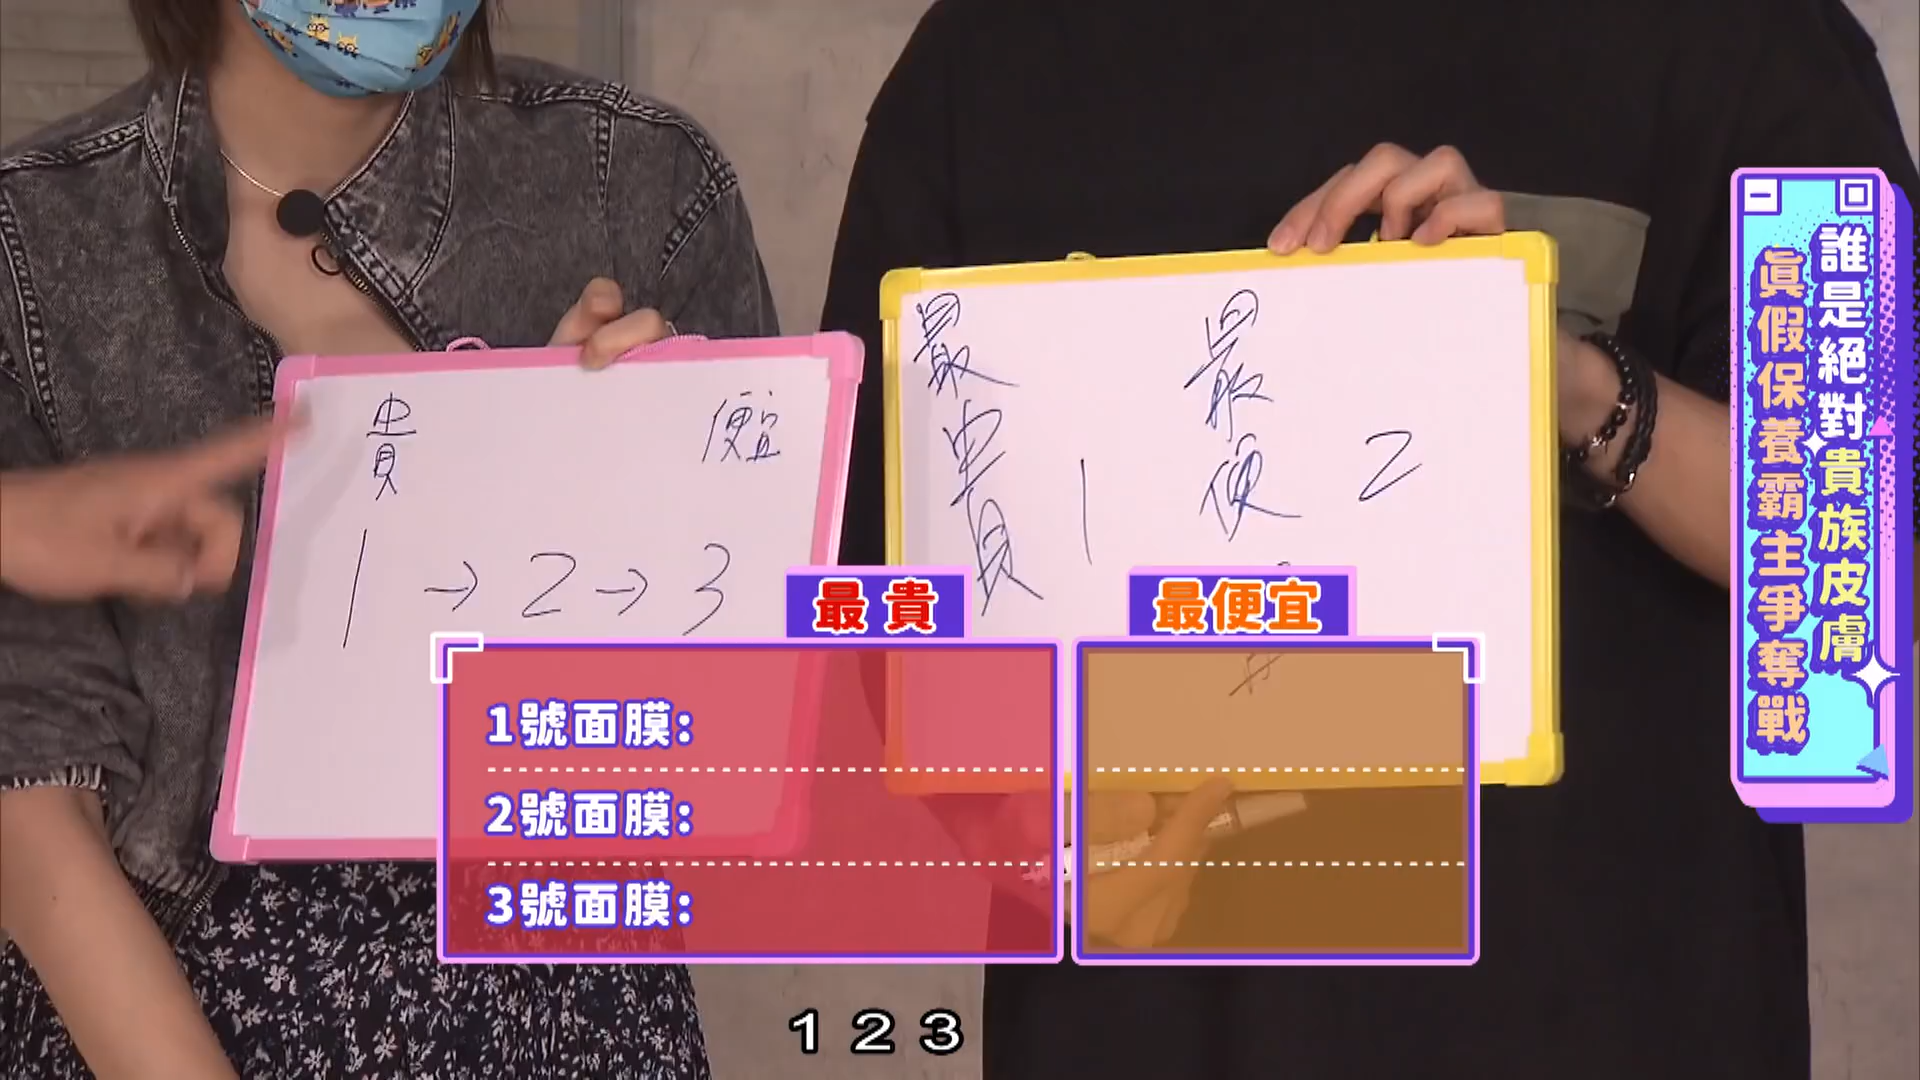 貴
便宜
1→2→3
最貴
1
最便
2
最貴
最便宜
1號面膜:
2號面膜:
3號面膜:
誰是絕對貴族皮膚
真假保養霸主爭奪戰
1 2 3